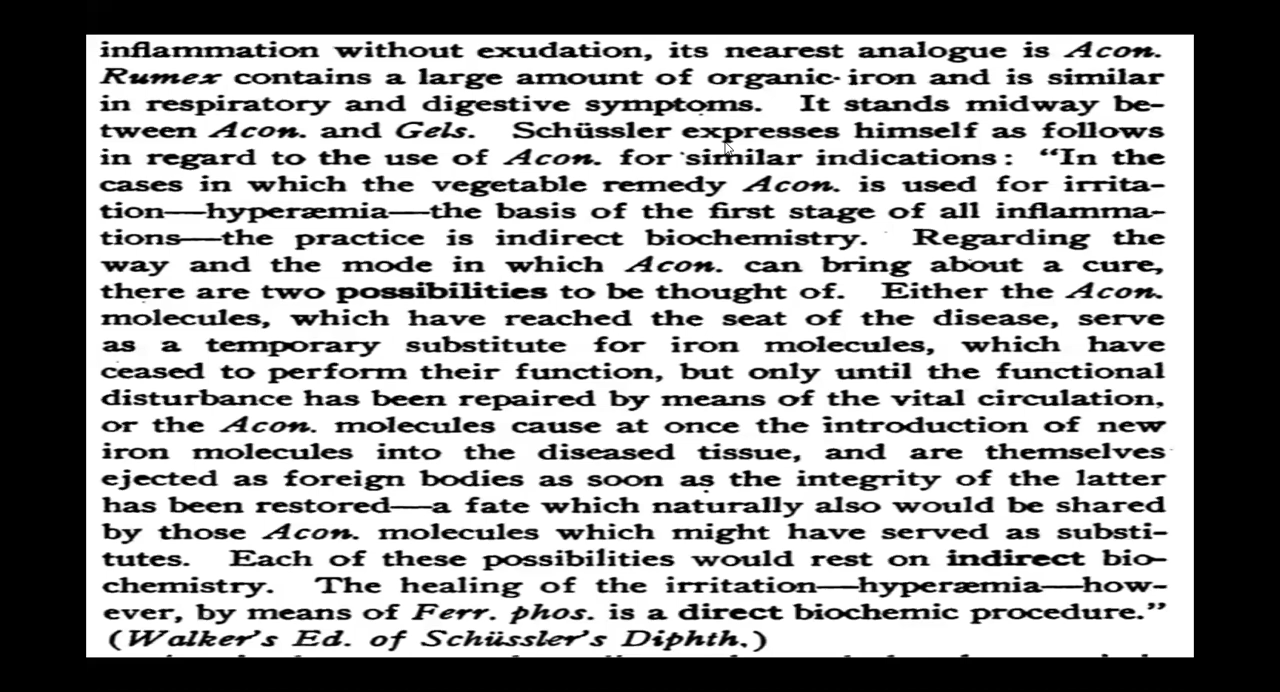 inflammation without exudation, its nearest analogue is Acon.
Rumex contains a large amount of organic iron and is similar
in respiratory and digestive symptoms. It stands midway be-
tween Acon. and Gels. Schüssler expresses himself as follows
in regard to the use of Acon. for similar indications: “In the
cases in which the vegetable remedy Acon. is used for irrita-
tion—hyperæmia—the basis of the first stage of all inflamma-
tions—the practice is indirect biochemistry. Regarding the
way and the mode in which Acon. can bring about a cure,
there are two possibilities to be thought of. Either the Acon.
molecules, which have reached the seat of the disease, serve
as a temporary substitute for iron molecules, which have
ceased to perform their function, but only until the functional
disturbance has been repaired by means of the vital circulation,
or the Acon. molecules cause at once the introduction of new
iron molecules into the diseased tissue, and are themselves
ejected as foreign bodies as soon as the integrity of the latter
has been restored—a fate which naturally also would be shared
by those Acon. molecules which might have served as substi-
tutes. Each of these possibilities would rest on indirect bio-
chemistry. The healing of the irritation—hyperæmia—how-
ever, by means of Ferr. phos. is a direct biochemic procedure.”
(Walker's Ed. of Schüssler's Diphth.)